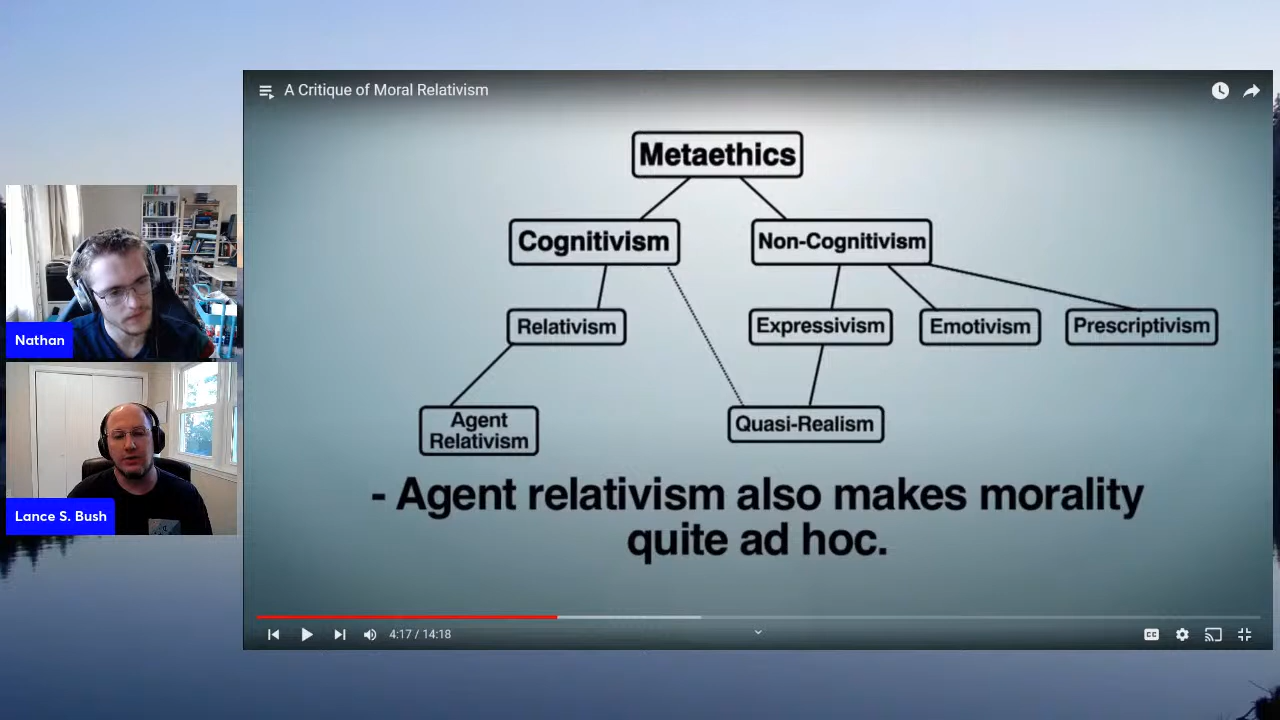 A Critique of Moral Relativism
Metaethics
Cognitivism
Non-Cognitivism
Relativism
Expressivism
Emotivism
Prescriptivism
Agent
Relativism
Quasi-Realism
- Agent relativism also makes morality
quite ad hoc.
Nathan
Lance S. Bush
4:17 / 14:18
CC